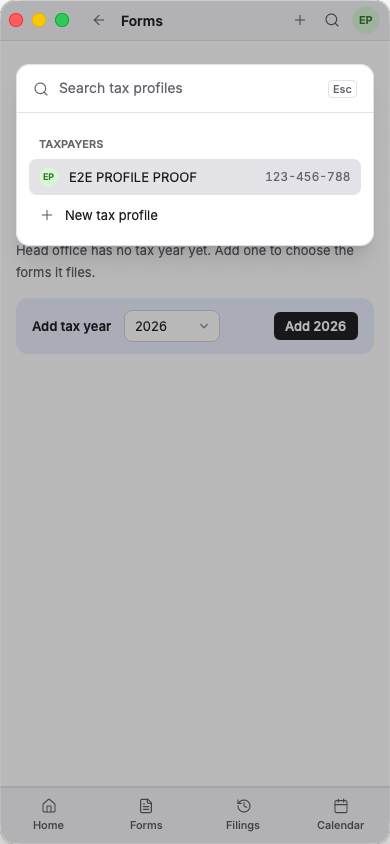 Forms
EP
Search tax profiles
Esc
TAXPAYERS
EP E2E PROFILE PROOF 123-456-788
New tax profile
Head office has no tax year yet. Add one to choose the
forms it files.
Add tax year 2026 Add 2026
Home Forms Filings Calendar